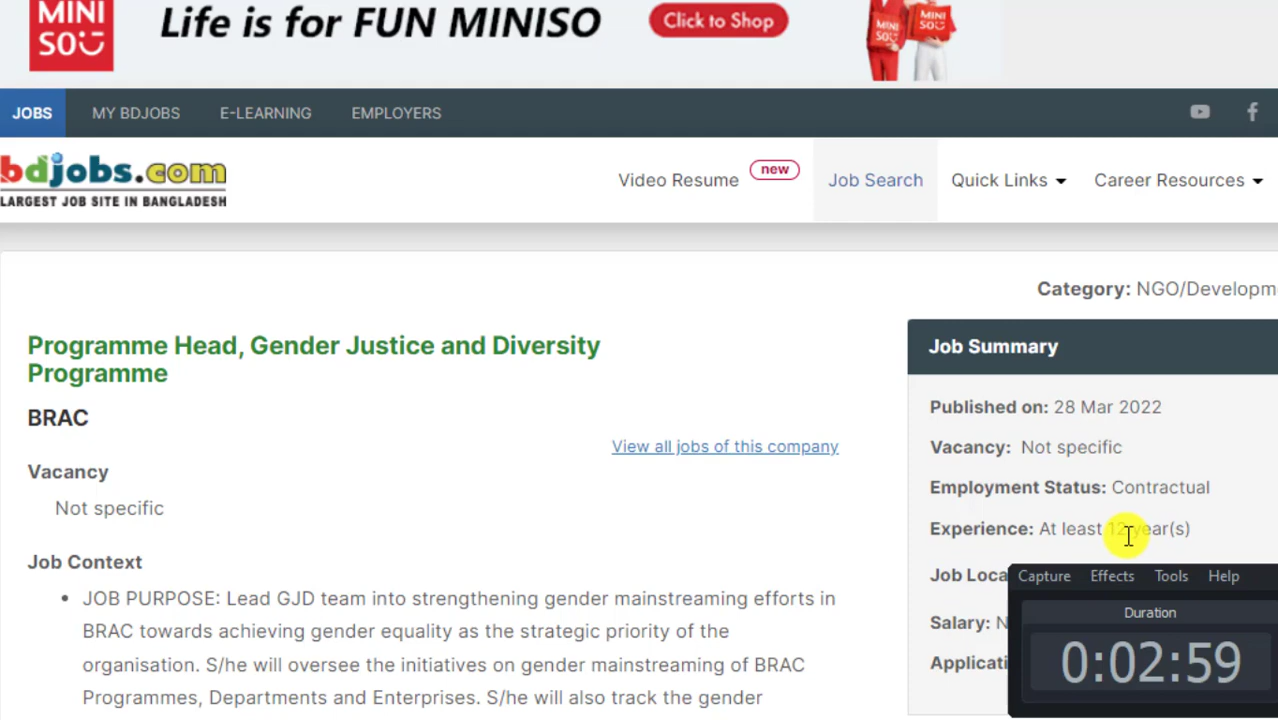 MINI
SO
Life is for FUN MINISO
Click to Shop
MINI
SO
MINI
SO
JOBS
MY BDJOBS
E-LEARNING
EMPLOYERS
bdjobs.com
LARGEST JOB SITE IN BANGLADESH
Video Resume
new
Job Search
Quick Links
Career Resources
Category: NGO/Developm
Programme Head, Gender Justice and Diversity
Programme
BRAC
View all jobs of this company
Vacancy
Not specific
Job Context
• JOB PURPOSE: Lead GJD team into strengthening gender mainstreaming efforts in
BRAC towards achieving gender equality as the strategic priority of the
organisation. S/he will oversee the initiatives on gender mainstreaming of BRAC
Programmes, Departments and Enterprises. S/he will also track the gender
Job Summary
Published on: 28 Mar 2022
Vacancy: Not specific
Employment Status: Contractual
Experience: At least 12 year(s)
Job Loca
Salary: N
Applicati
Capture Effects Tools Help
Duration
0:02:59